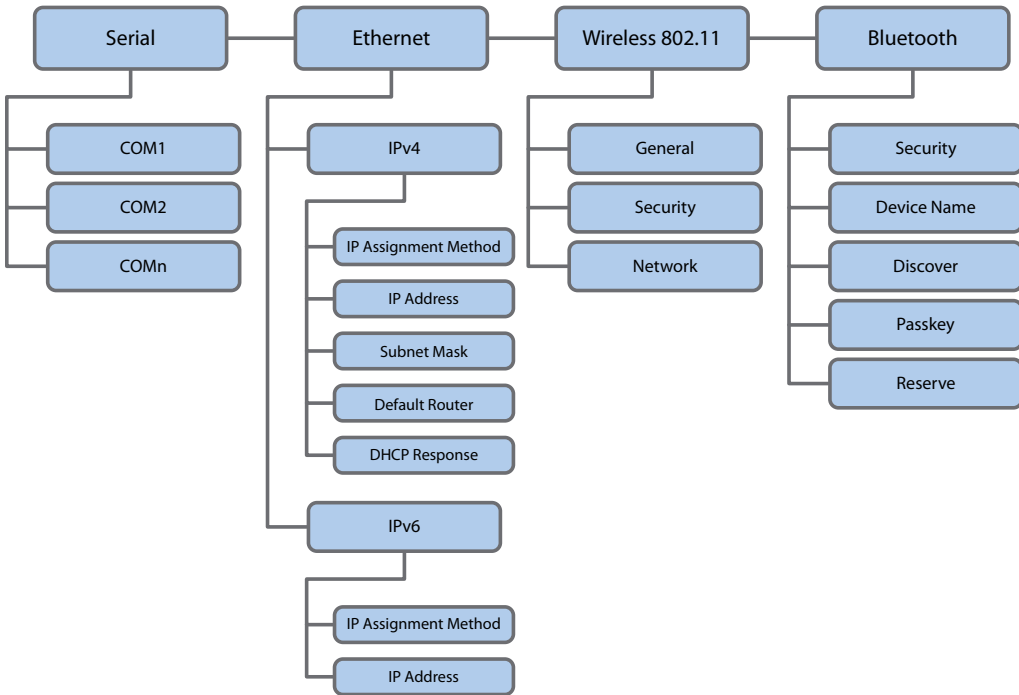 Serial
Ethernet
Wireless 802.11
Bluetooth
COM1
COM2
COMn
IPv4
IP Assignment Method
IP Address
Subnet Mask
Default Router
DHCP Response
IPv6
IP Assignment Method
IP Address
General
Security
Network
Security
Device Name
Discover
Passkey
Reserve